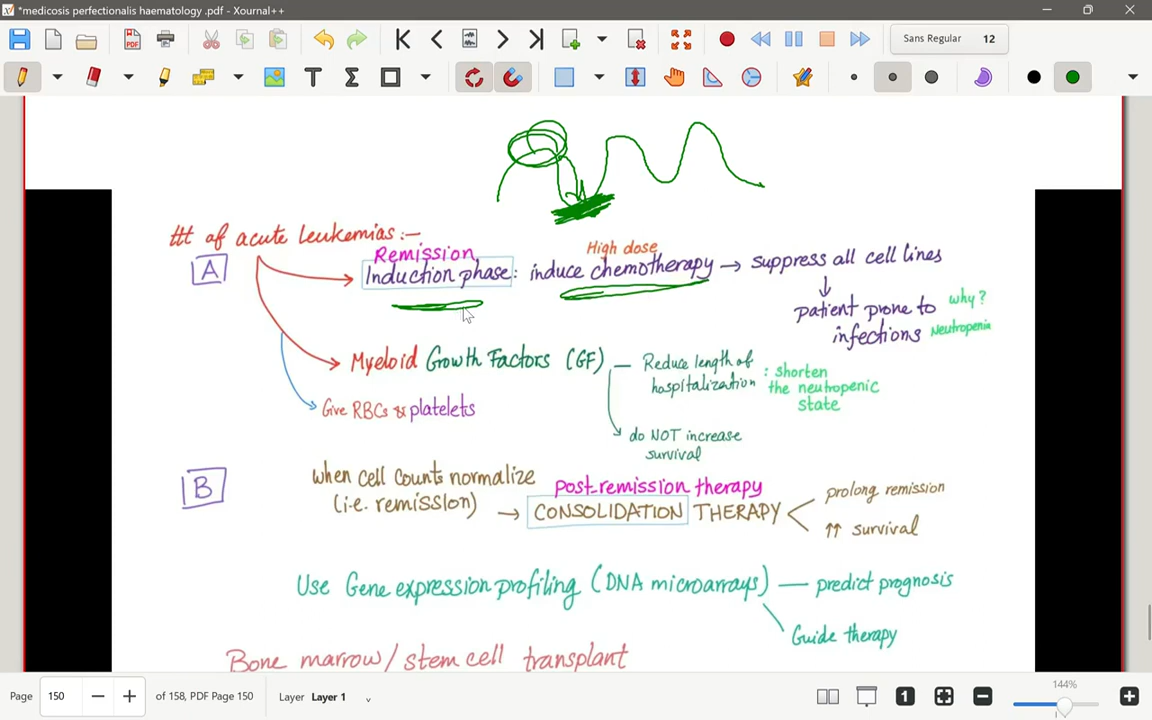 *medicosis perfectionalis haematology .pdf - Xournal++
PDF
T
Sans Regular 12
tt of acute leukemias :-
A
Remission
Induction phase : induce High dose chemotherapy → suppress all cell lines
patient prone to infections
why?
Neutropenia
Myeloid Growth Factors (GF) — Reduce length of hospitalization
: shorten
the neutropenic
state
Give RBCs & platelets
do NOT increase
survival
B
when cell counts normalize
(i.e. remission) →
Post-remission therapy
CONSOLIDATION THERAPY
prolong remission
↑↑ survival
Use Gene expression profiling (DNA microarrays) — predict prognosis
Guide therapy
Bone marrow / stem cell transplant
Page 150 of 158, PDF Page 150
Layer Layer 1
1
144%